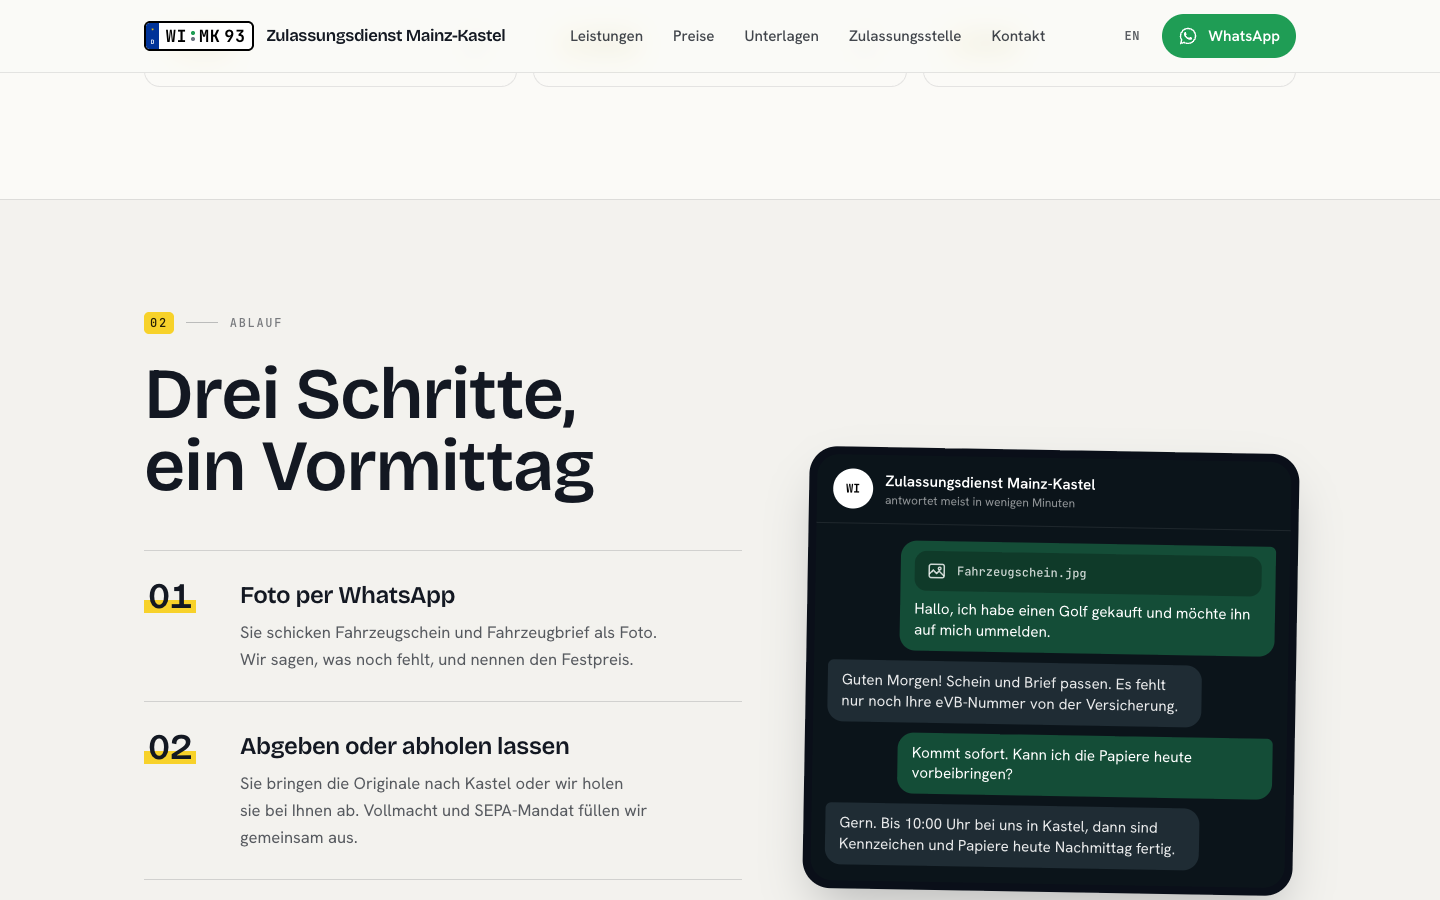 WI:MK 93
Zulassungsdienst Mainz-Kastel
Leistungen
Preise
Unterlagen
Zulassungsstelle
Kontakt
EN
WhatsApp
02
ABLAUF
Drei Schritte,
ein Vormittag
01
Foto per WhatsApp
Sie schicken Fahrzeugschein und Fahrzeugbrief als Foto.
Wir sagen, was noch fehlt, und nennen den Festpreis.
02
Abgeben oder abholen lassen
Sie bringen die Originale nach Kastel oder wir holen
sie bei Ihnen ab. Vollmacht und SEPA-Mandat füllen wir
gemeinsam aus.
WI
Zulassungsdienst Mainz-Kastel
antwortet meist in wenigen Minuten
Fahrzeugschein.jpg
Hallo, ich habe einen Golf gekauft und möchte ihn
auf mich ummelden.
Guten Morgen! Schein und Brief passen. Es fehlt
nur noch Ihre eVB-Nummer von der Versicherung.
Kommt sofort. Kann ich die Papiere heute
vorbeibringen?
Gern. Bis 10:00 Uhr bei uns in Kastel, dann sind
Kennzeichen und Papiere heute Nachmittag fertig.